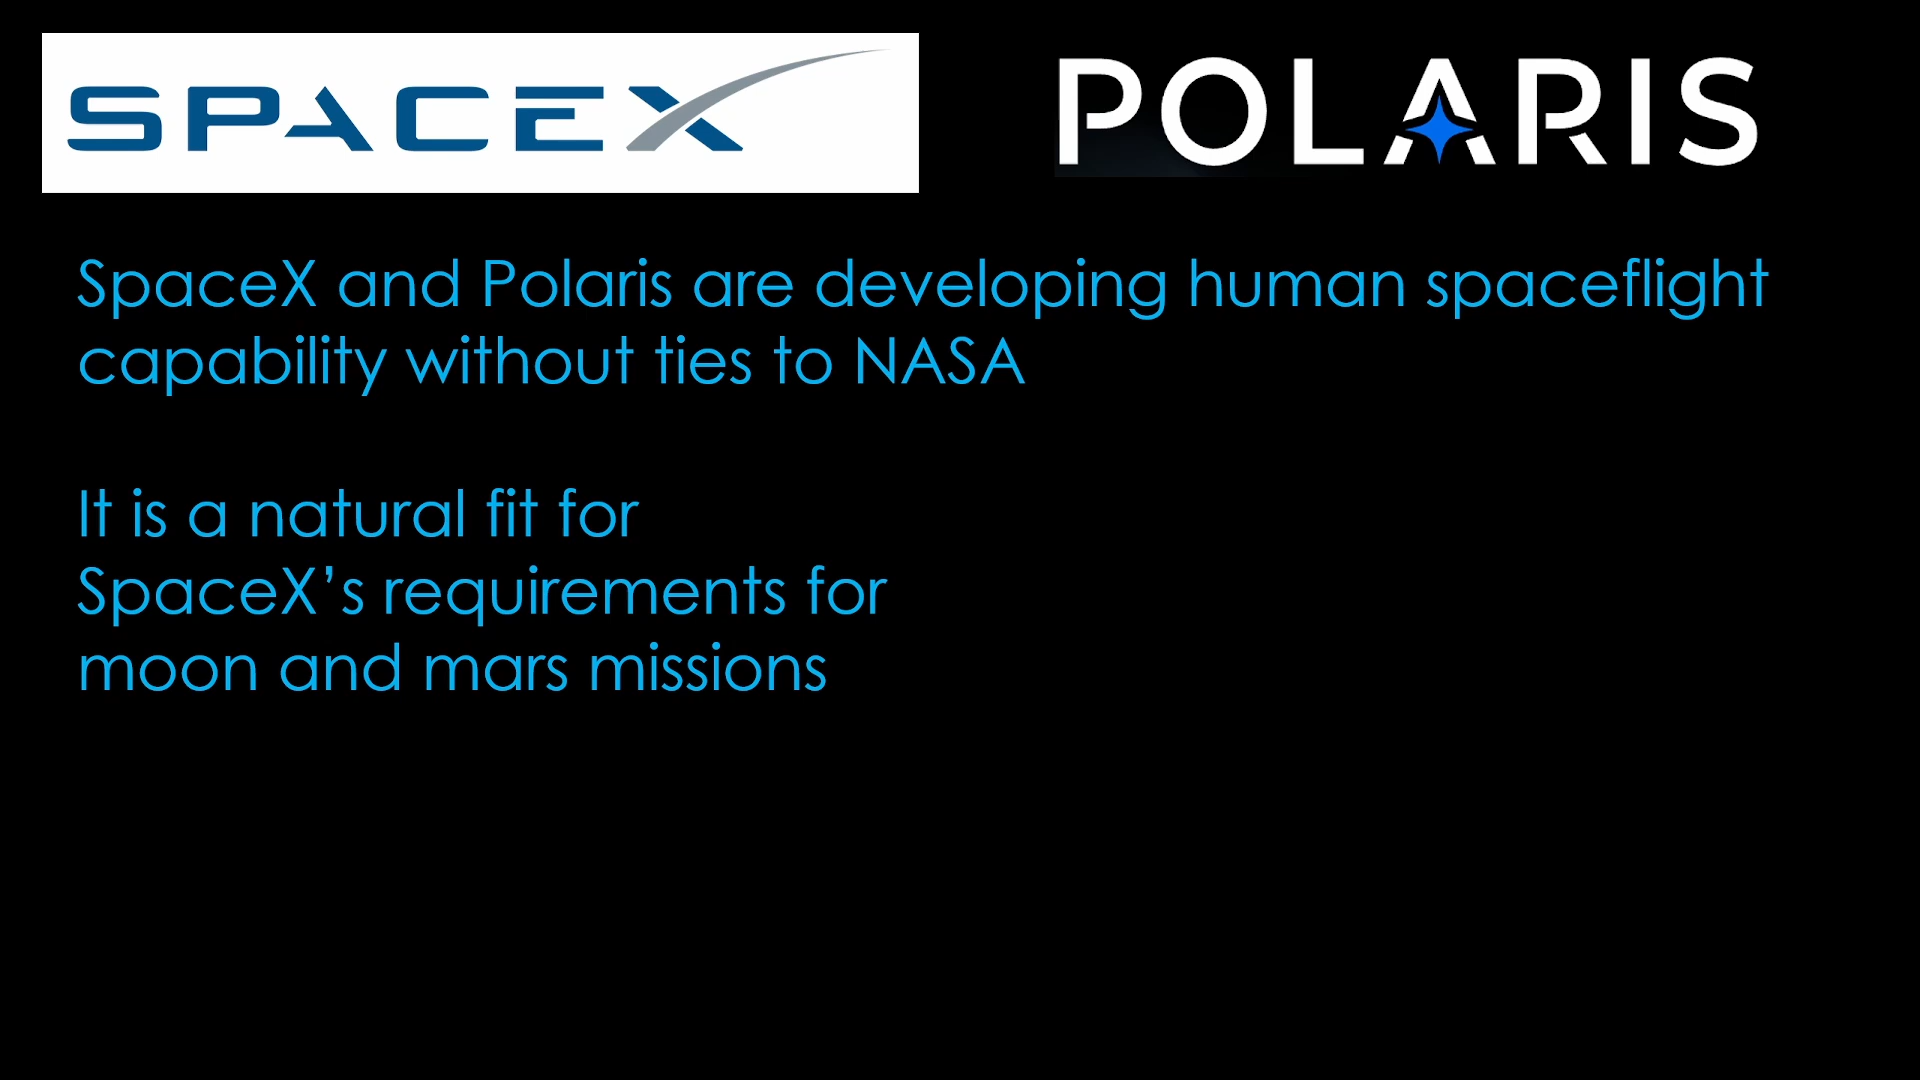 SPACEX
POLARIS
SpaceX and Polaris are developing human spaceflight
capability without ties to NASA
It is a natural fit for
SpaceX’s requirements for
moon and mars missions